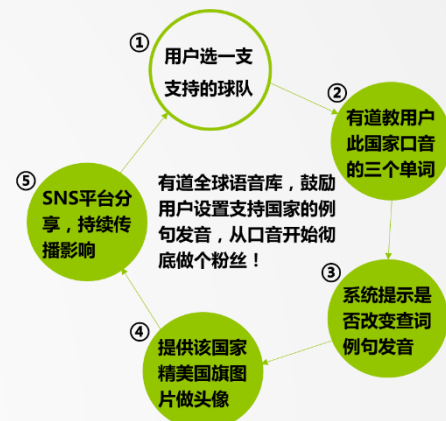 ①
用户选一支
支持的球队
②
有道教用户
此国家口音
的三个单词
③
系统提示是
否改变查词
例句发音
④
提供该国家
精美国旗图
片做头像
⑤
SNS平台分
享，持续传
播影响
有道全球语音库，鼓励
用户设置支持国家的例
句发音，从口音开始彻
底做个粉丝！